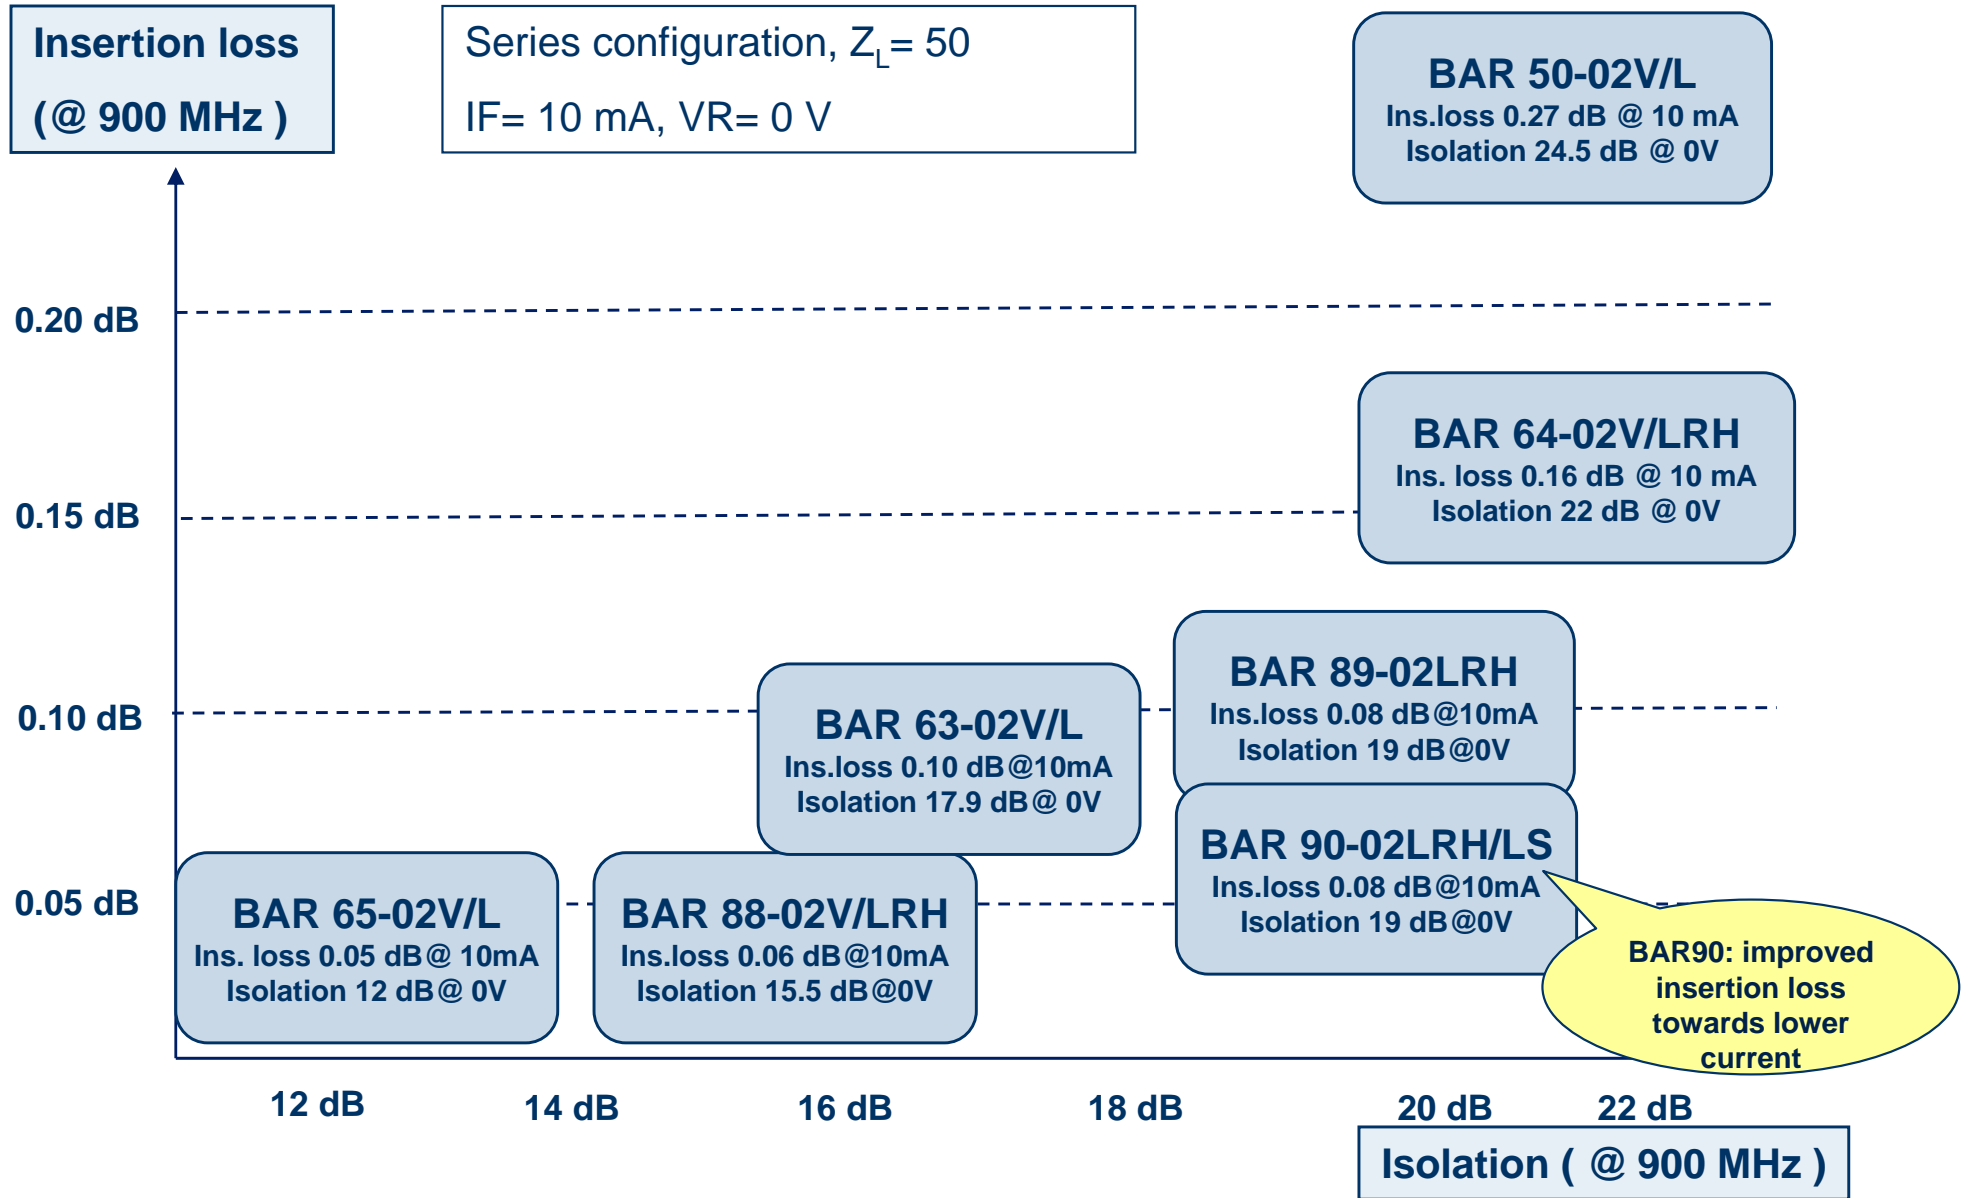 Insertion loss
(@ 900 MHz )
Series configuration, ZL= 50
IF= 10 mA, VR= 0 V
BAR 50-02V/L
Ins.loss 0.27 dB @ 10 mA
Isolation 24.5 dB @ 0V
0.20 dB
BAR 64-02V/LRH
Ins. loss 0.16 dB @ 10 mA
Isolation 22 dB @ 0V
0.15 dB
BAR 89-02LRH
Ins.loss 0.08 dB@10mA
Isolation 19 dB@0V
0.10 dB
BAR 63-02V/L
Ins.loss 0.10 dB@10mA
Isolation 17.9 dB@ 0V
BAR 90-02LRH/LS
Ins.loss 0.08 dB@10mA
Isolation 19 dB@0V
0.05 dB
BAR 65-02V/L
Ins. loss 0.05 dB@ 10mA
Isolation 12 dB@ 0V
BAR 88-02V/LRH
Ins.loss 0.06 dB@10mA
Isolation 15.5 dB@0V
BAR90: improved
insertion loss
towards lower
current
12 dB
14 dB
16 dB
18 dB
20 dB
22 dB
Isolation ( @ 900 MHz )